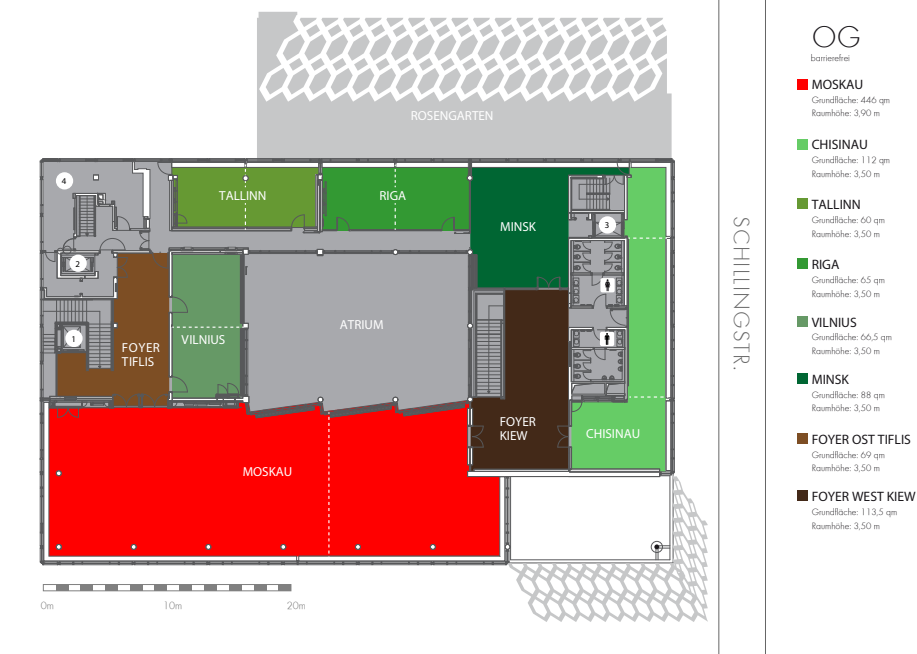 ROSENGARTEN
4
TALLINN
RIGA
MINSK
3
2
1
FOYER
TIFLIS
VILNIUS
ATRIUM
FOYER
KIEW
CHISINAU
MOSKAU
0m
10m
20m
SCHILLINGSTR.
OG
barrierefrei
MOSKAU
Grundfläche: 446 qm
Raumhöhe: 3,90 m
CHISINAU
Grundfläche: 112 qm
Raumhöhe: 3,50 m
TALLINN
Grundfläche: 60 qm
Raumhöhe: 3,50 m
RIGA
Grundfläche: 65 qm
Raumhöhe: 3,50 m
VILNIUS
Grundfläche: 66,5 qm
Raumhöhe: 3,50 m
MINSK
Grundfläche: 88 qm
Raumhöhe: 3,50 m
FOYER OST TIFLIS
Grundfläche: 69 qm
Raumhöhe: 3,50 m
FOYER WEST KIEW
Grundfläche: 113,5 qm
Raumhöhe: 3,50 m